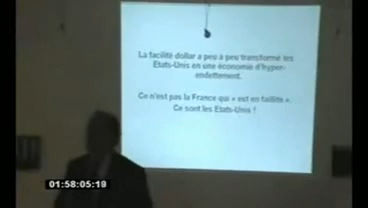 La facilité dollar a peu à peu transformé les
Etats-Unis en une économie d'hyper-
endettement.
Ce n'est pas la France qui « est en faillite ».
Ce sont les Etats-Unis !
01:58:05:19